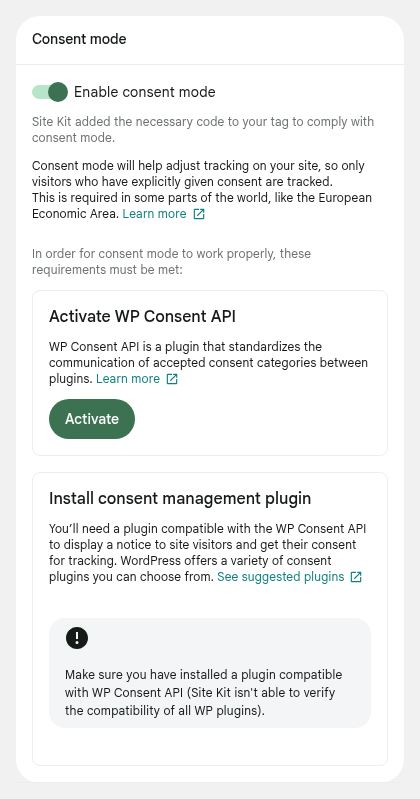 Consent mode
Enable consent mode
Site Kit added the necessary code to your tag to comply with
consent mode.
Consent mode will help adjust tracking on your site, so only
visitors who have explicitly given consent are tracked.
This is required in some parts of the world, like the European
Economic Area. Learn more
In order for consent mode to work properly, these
requirements must be met:
Activate WP Consent API
WP Consent API is a plugin that standardizes the
communication of accepted consent categories between
plugins. Learn more
Activate
Install consent management plugin
You’ll need a plugin compatible with the WP Consent API
to display a notice to site visitors and get their consent
for tracking. WordPress offers a variety of consent
plugins you can choose from. See suggested plugins
Make sure you have installed a plugin compatible
with WP Consent API (Site Kit isn't able to verify
the compatibility of all WP plugins).